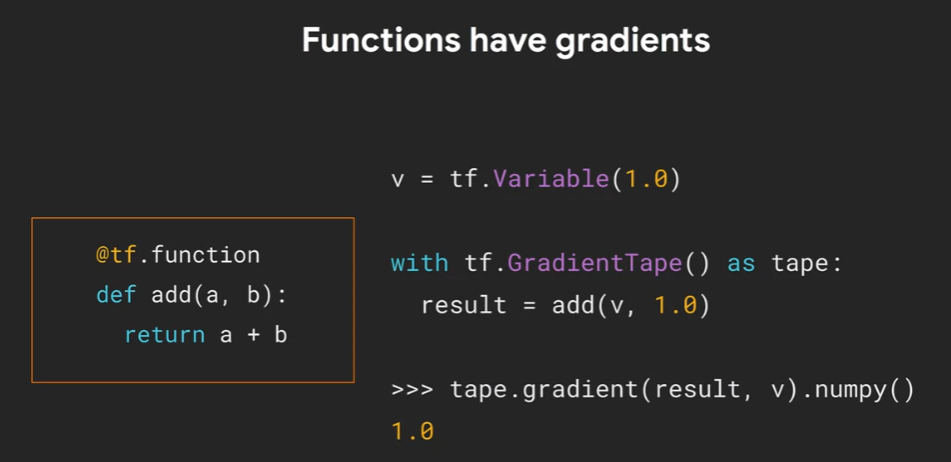 Functions have gradients
@tf.function
def add(a, b):
  return a + b
v = tf.Variable(1.0)
with tf.GradientTape() as tape:
  result = add(v, 1.0)
>>> tape.gradient(result, v).numpy()
1.0